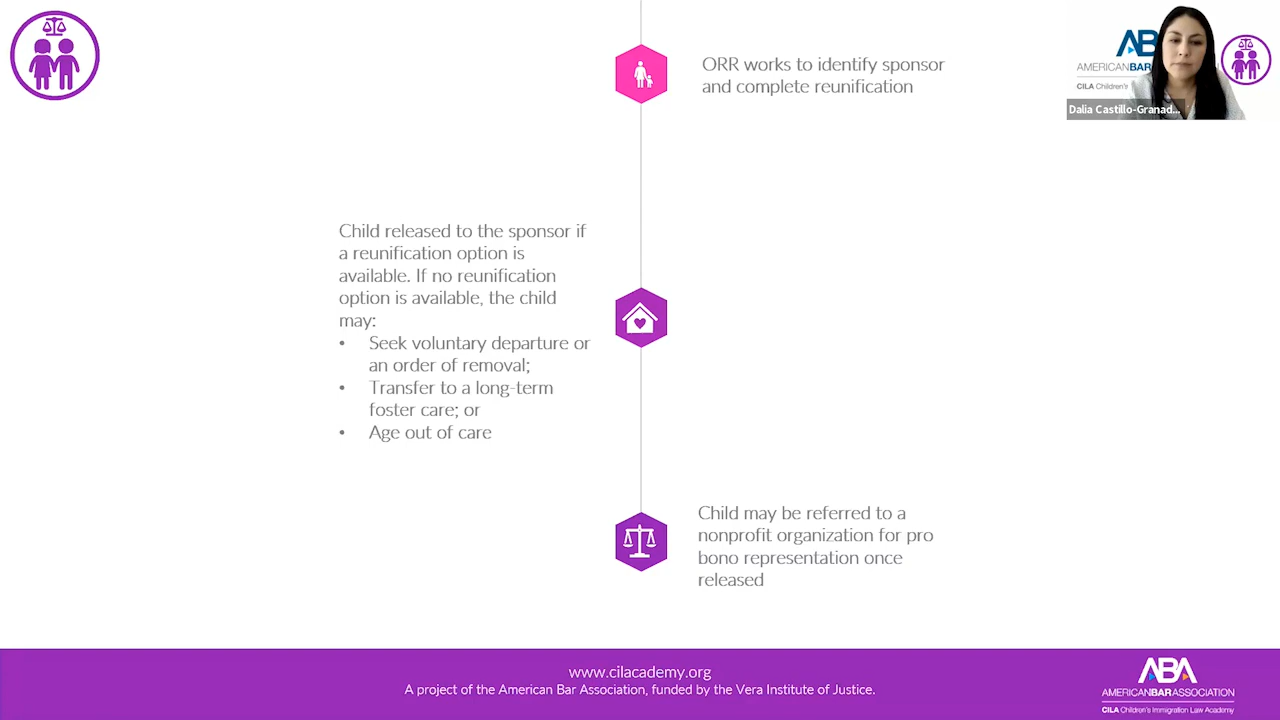 ORR works to identify sponsor
and complete reunification
AB
AMERICANBAR
CILA Children's
Dalia Castillo-Granad...
Child released to the sponsor if
a reunification option is
available. If no reunification
option is available, the child
may:
• Seek voluntary departure or
an order of removal;
• Transfer to a long-term
foster care; or
• Age out of care
Child may be referred to a
nonprofit organization for pro
bono representation once
released
www.cilacademy.org
A project of the American Bar Association, funded by the Vera Institute of Justice.
ABA
AMERICANBARASSOCIATION
CILA Children's Immigration Law Academy